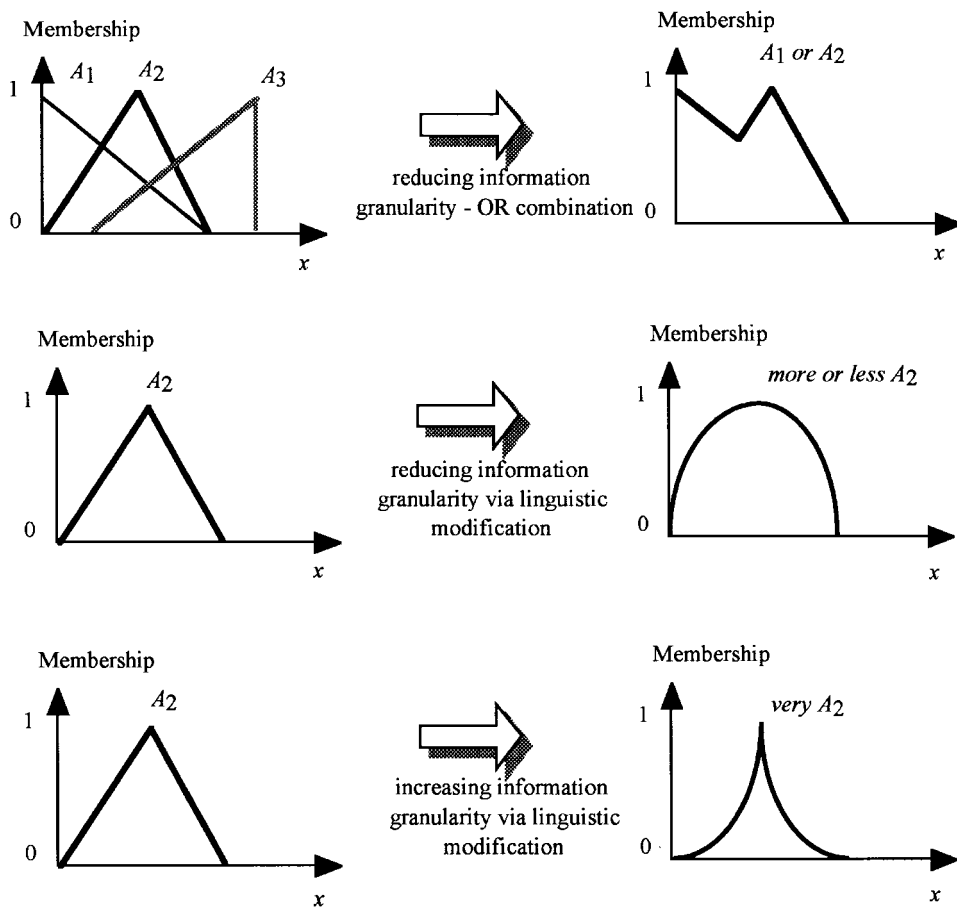 Membership
A1 A2 A3
1
0
x
reducing information
granularity - OR combination
Membership
A1 or A2
1
0
x
Membership
A2
1
0
x
reducing information
granularity via linguistic
modification
Membership
more or less A2
1
0
x
Membership
A2
1
0
x
increasing information
granularity via linguistic
modification
Membership
very A2
1
0
x